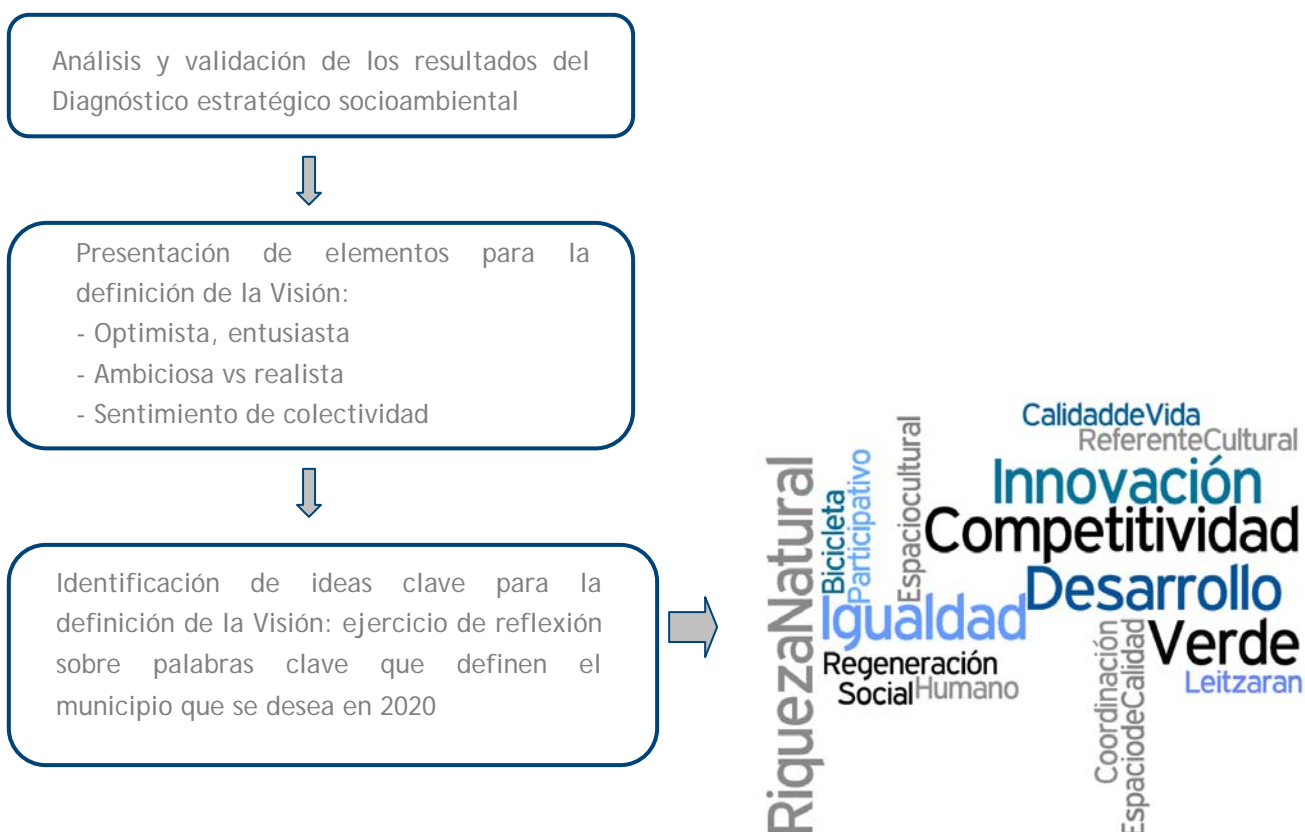 Análisis y validación de los resultados del
Diagnóstico estratégico socioambiental
Presentación de elementos para la
definición de la Visión:
- Optimista, entusiasta
- Ambiciosa vs realista
- Sentimiento de colectividad
Identificación de ideas clave para la
definición de la Visión: ejercicio de reflexión
sobre palabras clave que definen el
municipio que se desea en 2020
RiquezaNatural
Bicicleta
Participativo
Espaciocultural
CalidaddeVida
ReferenteCultural
Innovación
Competitividad
Desarrollo
Igualdad
Verde
Regeneración
Social
Humano
Leitzaran
Coordinación
EspaciodeCalidad